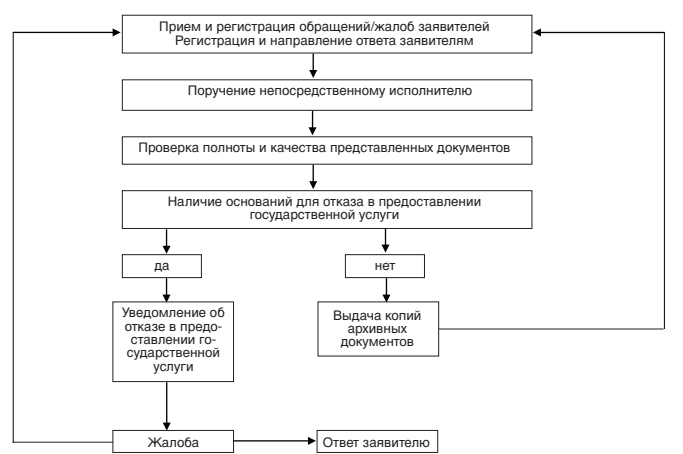 Прием и регистрация обращений/жалоб заявителей
Регистрация и направление ответа заявителям
Поручение непосредственному исполнителю
Проверка полноты и качества представленных документов
Наличие оснований для отказа в предоставлении
государственной услуги
да
нет
Уведомление об
отказе в предо-
ставлении го-
сударственной
услуги
Выдача копий
архивных
документов
Жалоба
Ответ заявителю